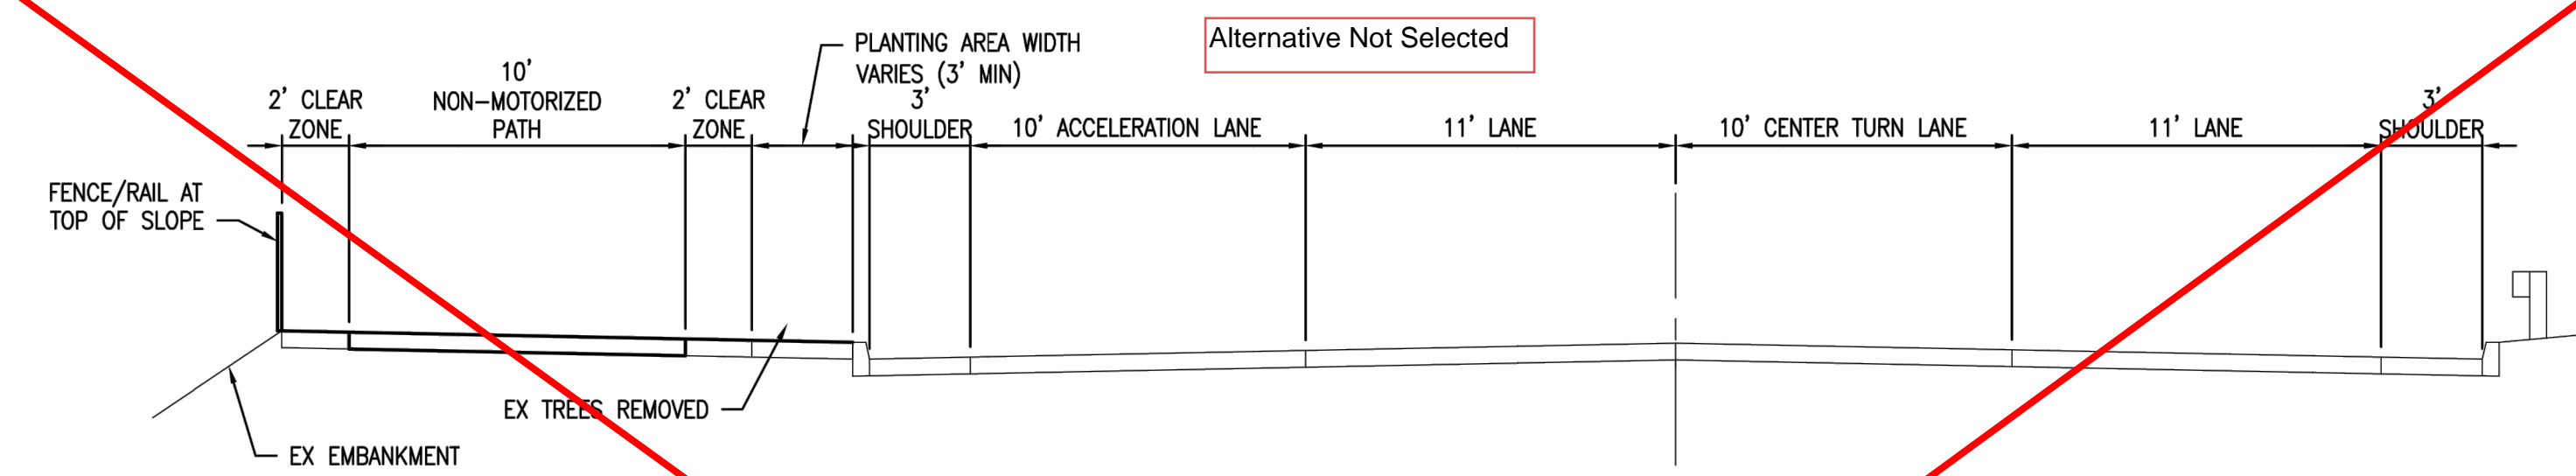 Alternative Not Selected
PLANTING AREA WIDTH
VARIES (3' MIN)
2' CLEAR
ZONE
10'
NON-MOTORIZED
PATH
2' CLEAR
ZONE
3'
SHOULDER
10' ACCELERATION LANE
11' LANE
10' CENTER TURN LANE
11' LANE
3'
SHOULDER
FENCE/RAIL AT
TOP OF SLOPE
EX TREES REMOVED
EX EMBANKMENT